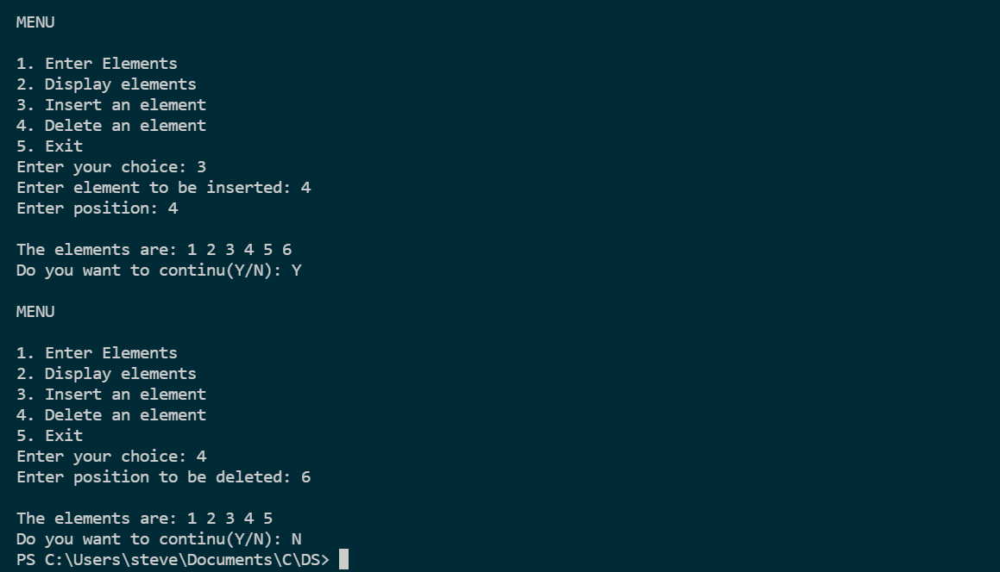 MENU
1. Enter Elements
2. Display elements
3. Insert an element
4. Delete an element
5. Exit
Enter your choice: 3
Enter element to be inserted: 4
Enter position: 4
The elements are: 1 2 3 4 5 6
Do you want to continu(Y/N): Y
MENU
1. Enter Elements
2. Display elements
3. Insert an element
4. Delete an element
5. Exit
Enter your choice: 4
Enter position to be deleted: 6
The elements are: 1 2 3 4 5
Do you want to continu(Y/N): N
PS C:\Users\steve\Documents\C\DS>